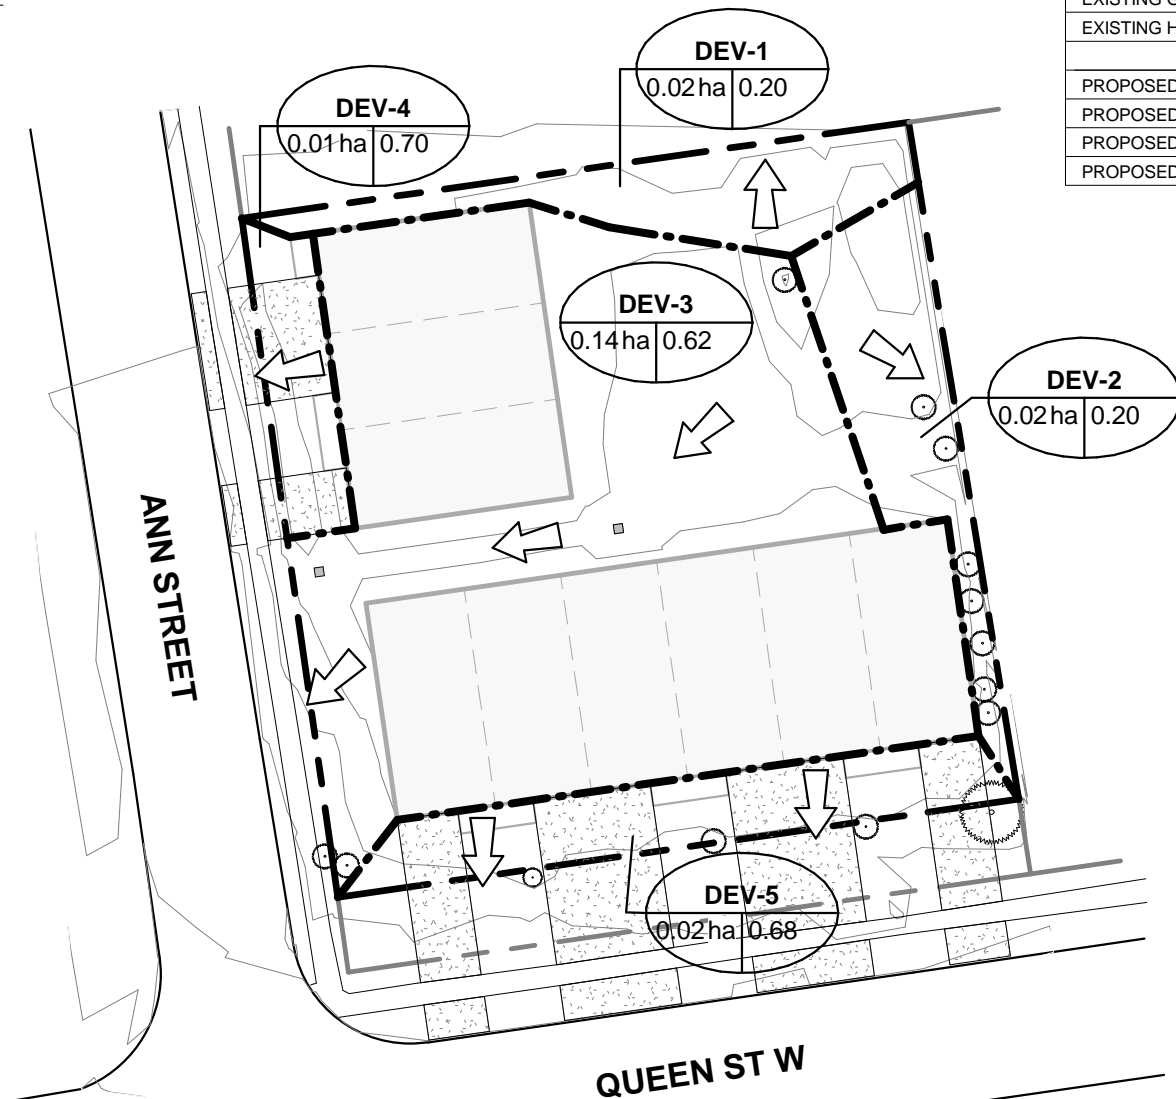 EXISTING
EXISTING
PROPOSED
PROPOSED
PROPOSED
PROPOSED
DEV-1
0.02 ha 0.20
DEV-4
0.01 ha 0.70
DEV-3
0.14 ha 0.62
DEV-2
0.02 ha 0.20
ANN STREET
DEV-5
0.02 ha 0.68
QUEEN ST W